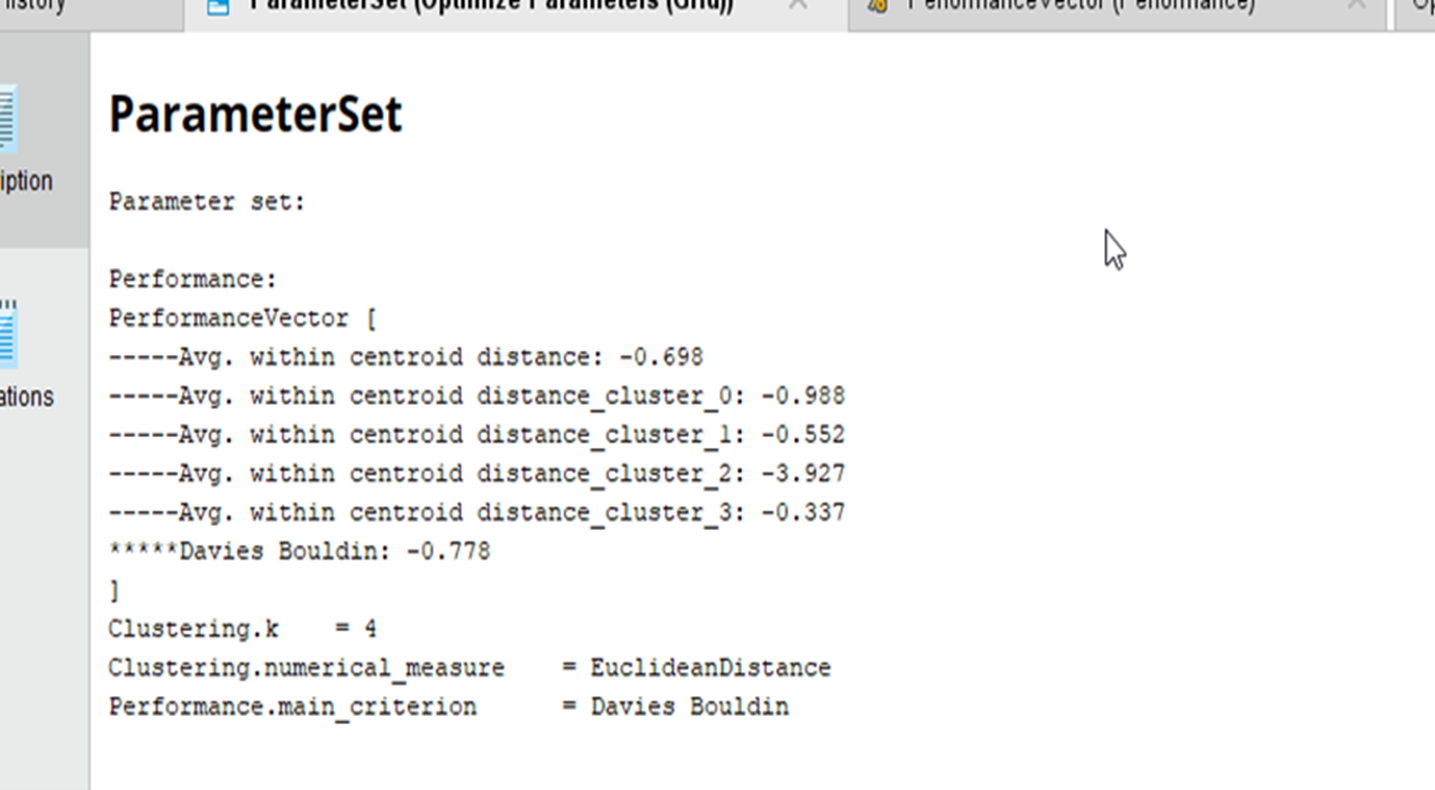 ParameterSet (Optimize Parameters (Grid))
PerformanceVector (Performance)
ParameterSet
iption
Parameter set:
Performance:
PerformanceVector [
-----Avg. within centroid distance: -0.698
-----Avg. within centroid distance_cluster_0: -0.988
ations
-----Avg. within centroid distance_cluster_1: -0.552
-----Avg. within centroid distance_cluster_2: -3.927
-----Avg. within centroid distance_cluster_3: -0.337
*****Davies Bouldin: -0.778
]
Clustering.k    = 4
Clustering.numerical_measure    = EuclideanDistance
Performance.main_criterion      = Davies Bouldin